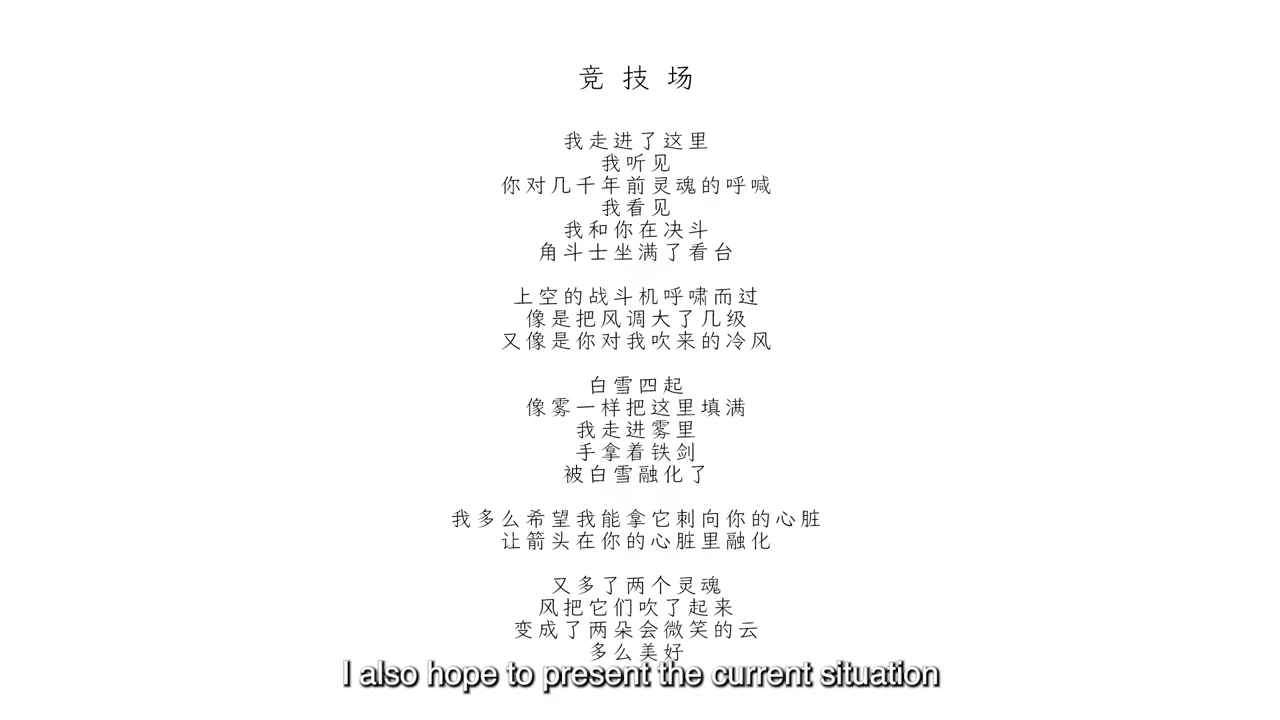 竞技场
我走进了这里
我听见
你对几千年前灵魂的呼喊
我看见
我和你在决斗
角斗士坐满了看台
上空的战斗机呼啸而过
像是把风调大了几级
又像是你对我吹来的冷风
白雪四起
像雾一样把这里填满
我走进雾里
手拿着铁剑
被白雪融化了
我多么希望我能拿它刺向你的心脏
让箭头在你的心脏里融化
又多了两个灵魂
风把它们吹了起来
变成了两朵会微笑的云
多么美好
I also hope to present the current situation